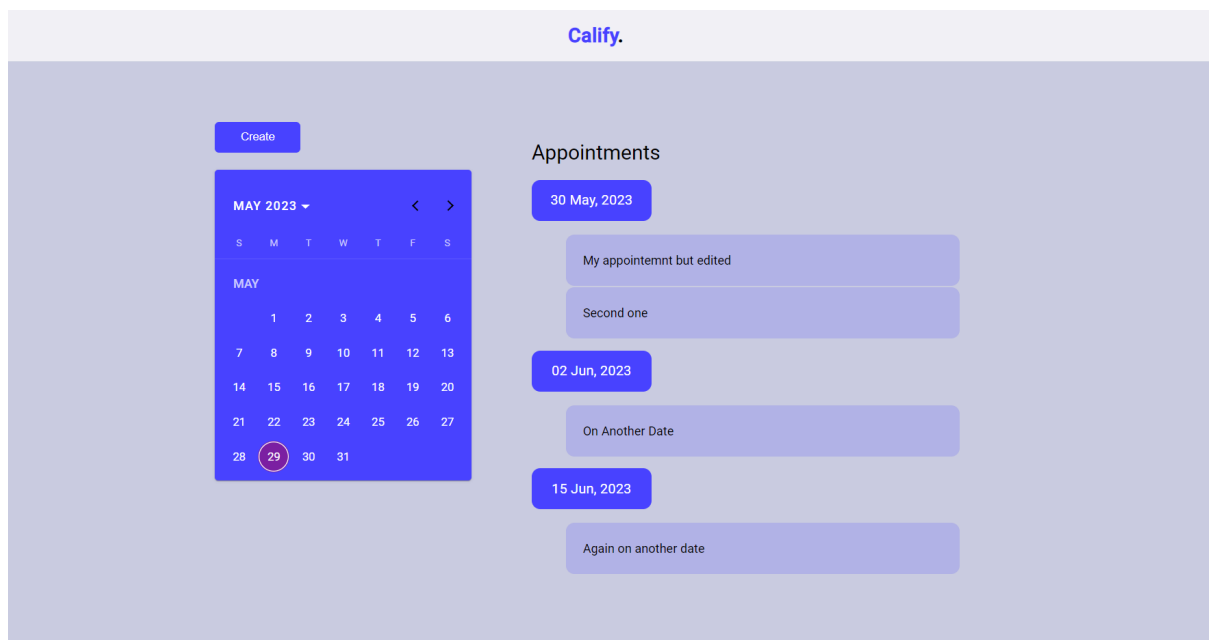 Calify.
Create
MAY 2023
S M T W T F S
MAY
1 2 3 4 5 6
7 8 9 10 11 12 13
14 15 16 17 18 19 20
21 22 23 24 25 26 27
28 29 30 31
Appointments
30 May, 2023
My appointemnt but edited
Second one
02 Jun, 2023
On Another Date
15 Jun, 2023
Again on another date